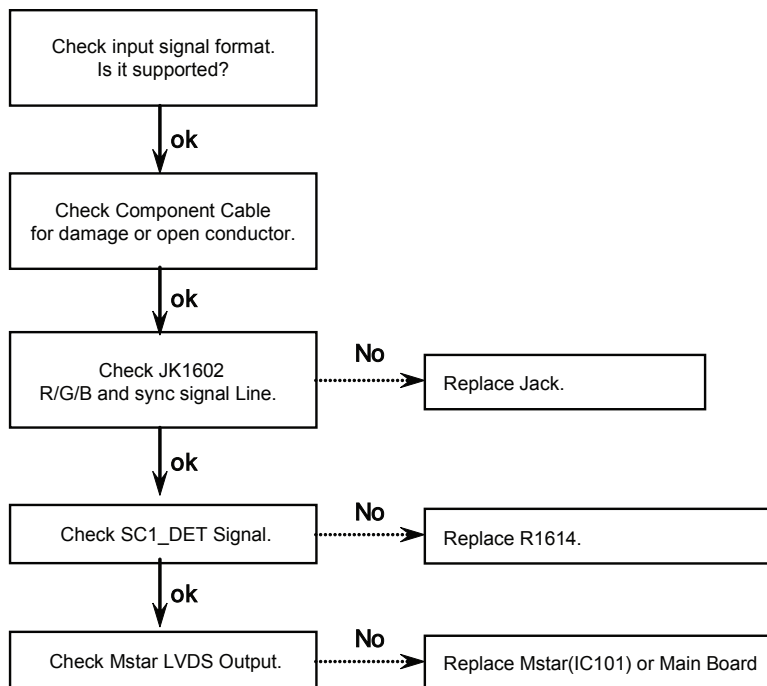 Check input signal format.
Is it supported?
ok
Check Component Cable
for damage or open conductor.
ok
Check JK1602
R/G/B and sync signal Line.
No
Replace Jack.
ok
Check SC1_DET Signal.
No
Replace R1614.
ok
Check Mstar LVDS Output.
No
Replace Mstar(IC101) or Main Board